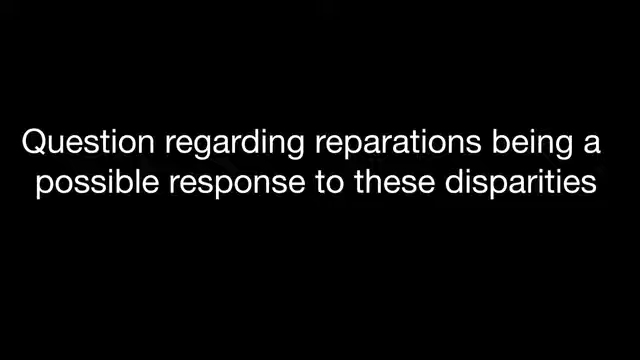 Question regarding reparations being a
possible response to these disparities